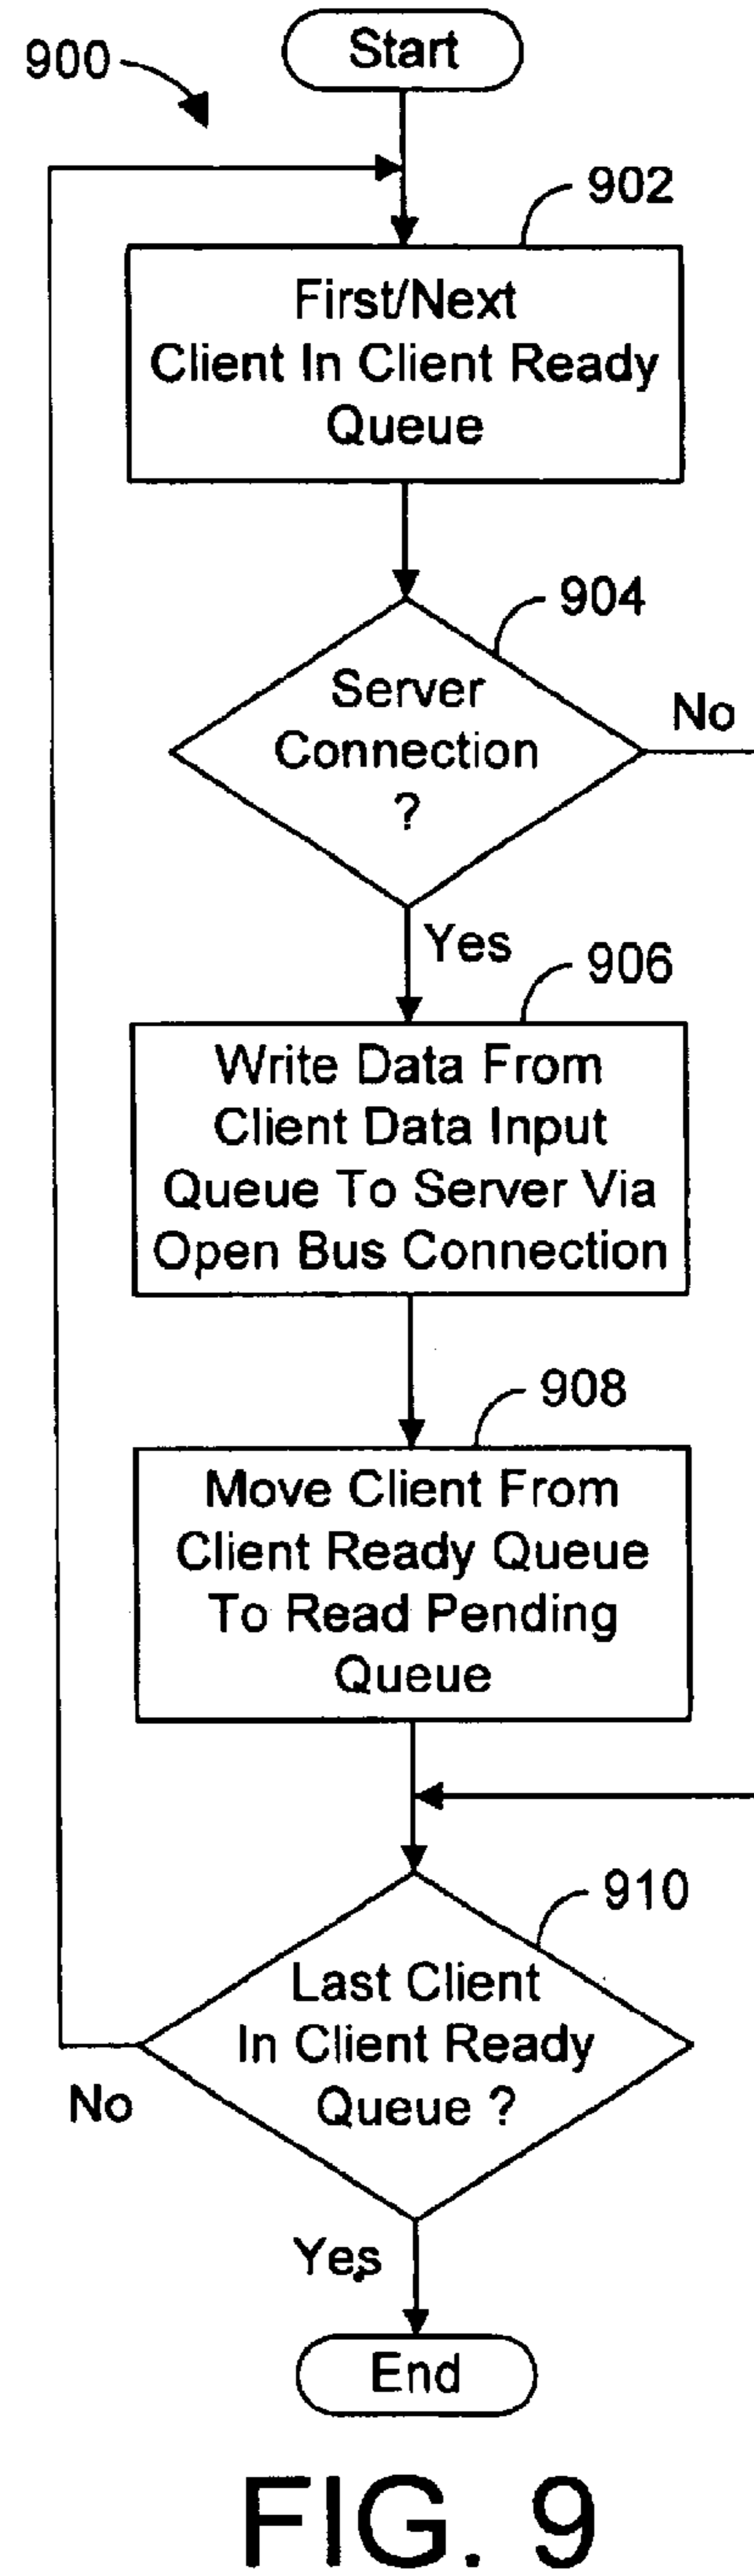 Start
900
902
First/Next
Client In Client Ready
Queue
904
Server
Connection
?
No
Yes
906
Write Data From
Client Data Input
Queue To Server Via
Open Bus Connection
908
Move Client From
Client Ready Queue
To Read Pending
Queue
910
Last Client
In Client Ready
Queue ?
No
Yes
End
FIG. 9